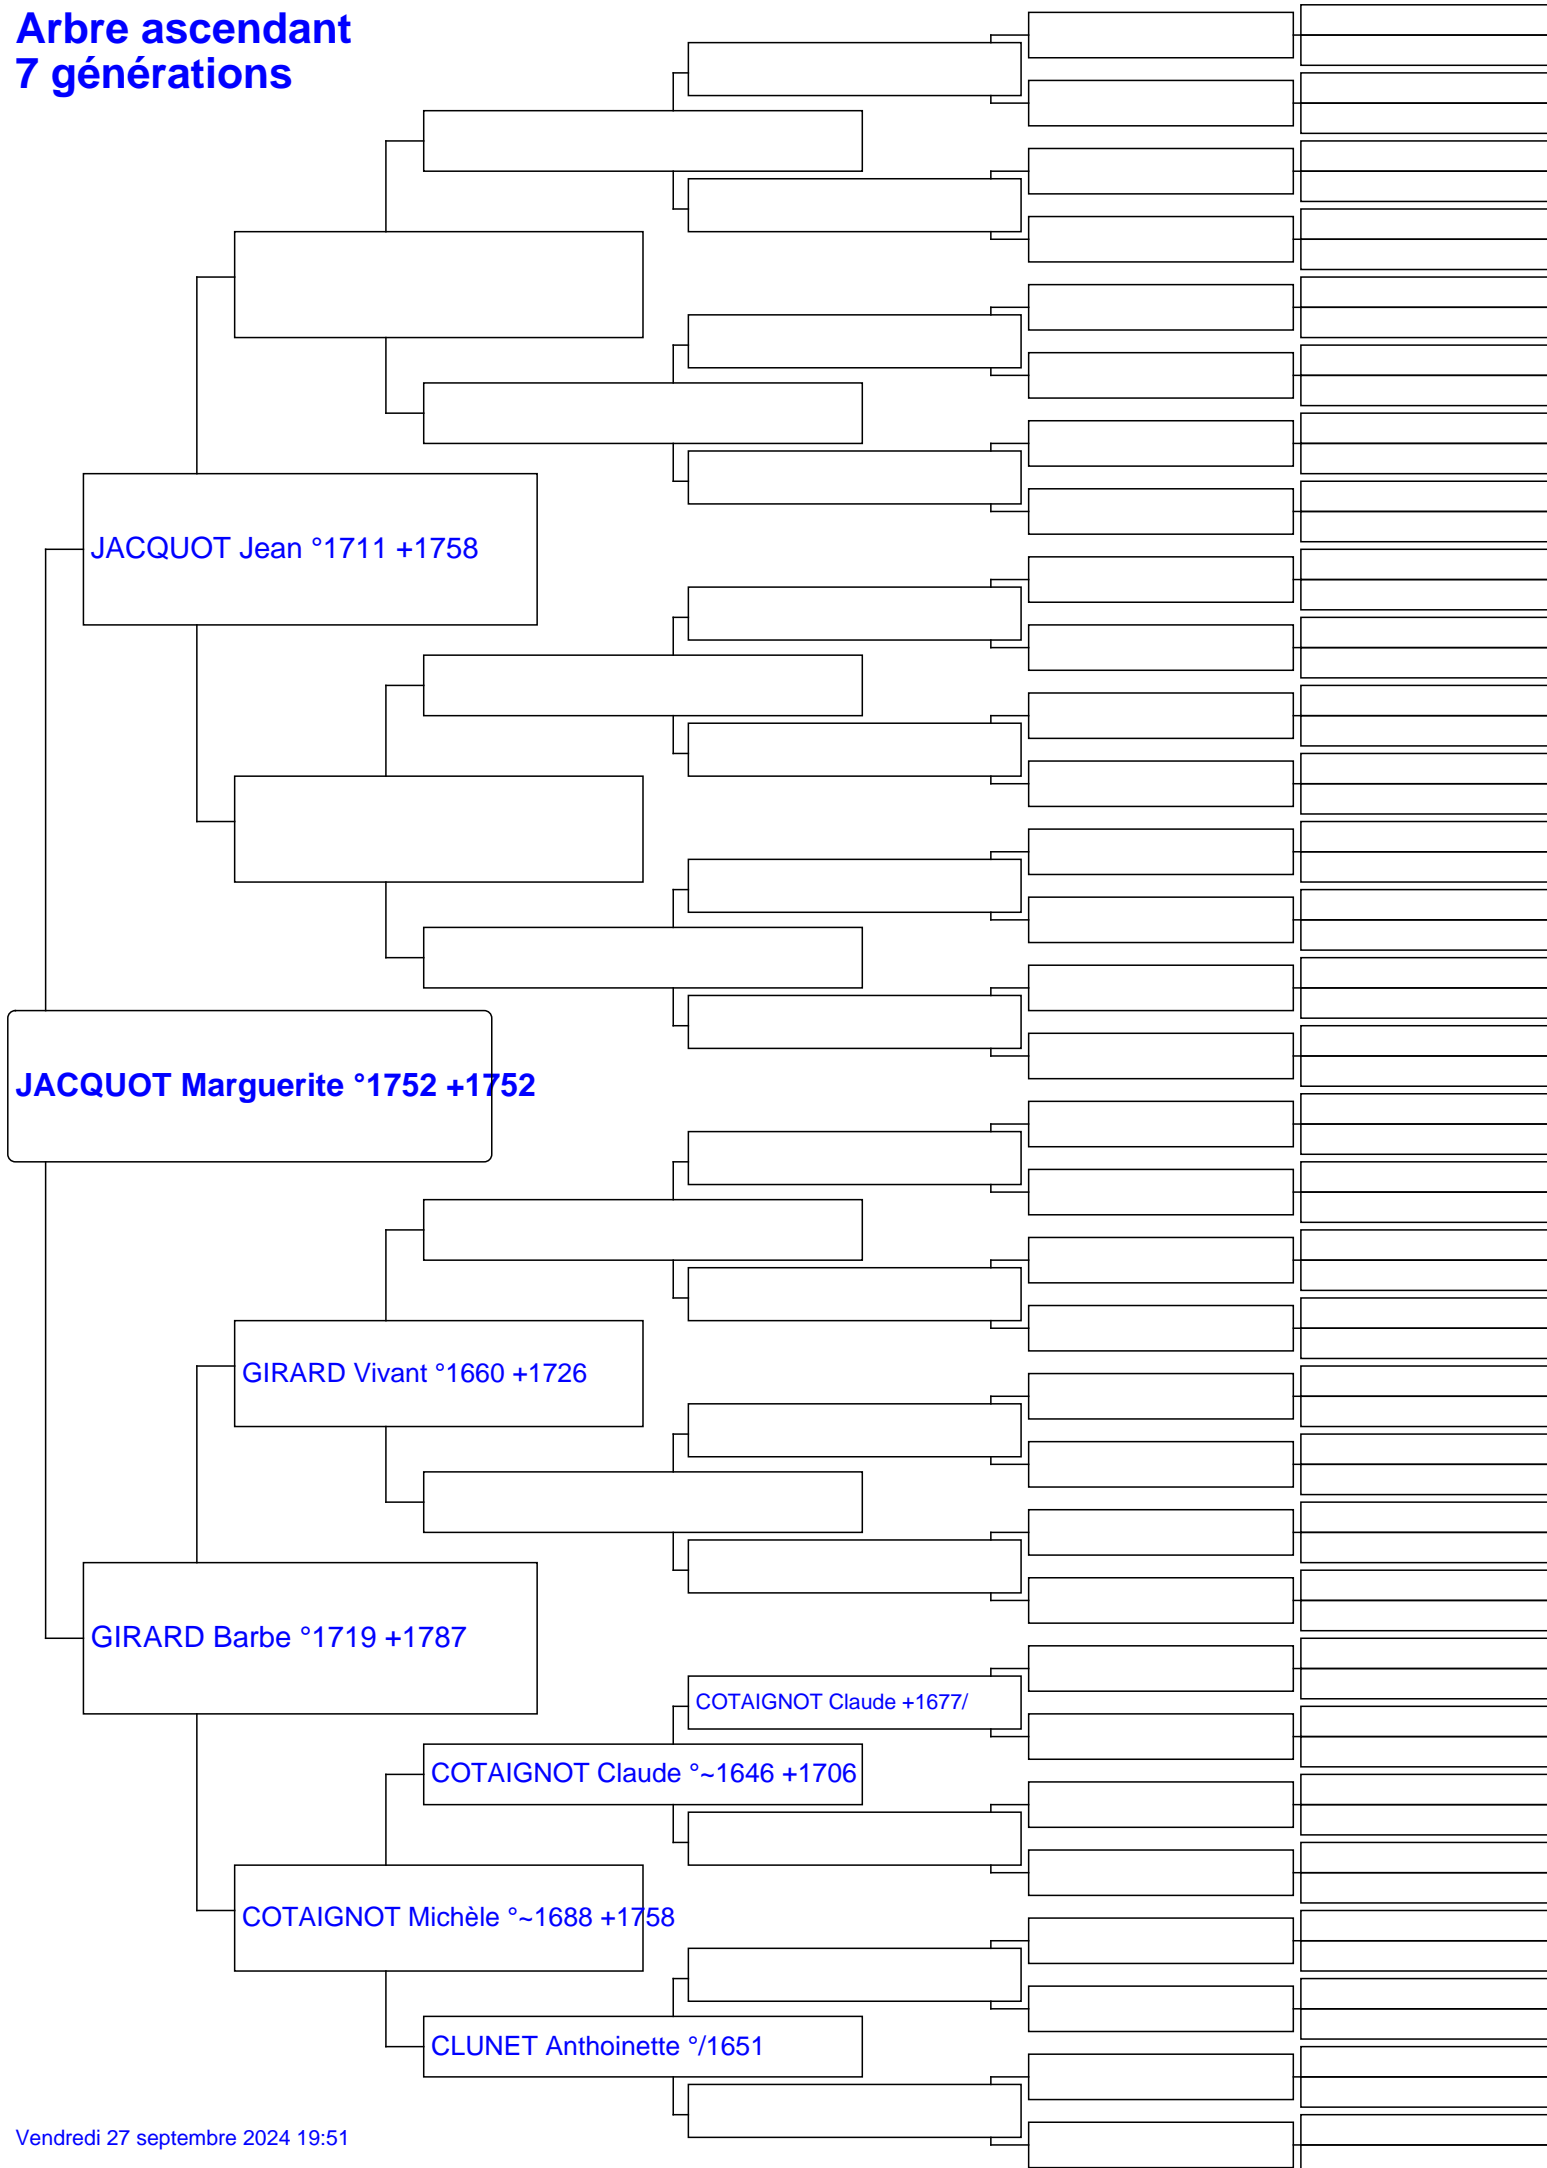 Arbre ascendant
7 générations
JACQUOT Jean °1711 +1758
JACQUOT Marguerite °1752 +1752
GIRARD Vivant °1660 +1726
GIRARD Barbe °1719 +1787
COTAIGNOT Claude +1677/
COTAIGNOT Claude °~1646 +1706
COTAIGNOT Michèle °~1688 +1758
CLUNET Anthoinette °/1651
Vendredi 27 septembre 2024 19:51